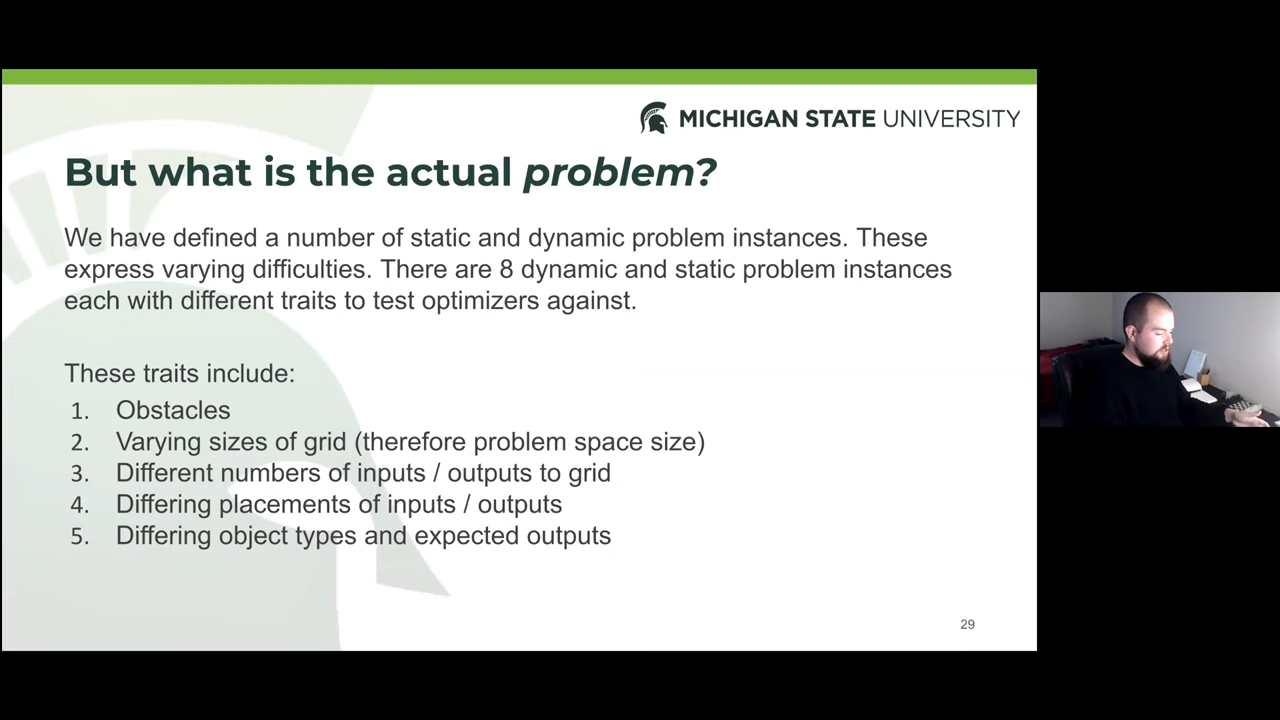 MICHIGAN STATE UNIVERSITY
But what is the actual problem?
We have defined a number of static and dynamic problem instances. These
express varying difficulties. There are 8 dynamic and static problem instances
each with different traits to test optimizers against.
These traits include:
1. Obstacles
2. Varying sizes of grid (therefore problem space size)
3. Different numbers of inputs / outputs to grid
4. Differing placements of inputs / outputs
5. Differing object types and expected outputs
29